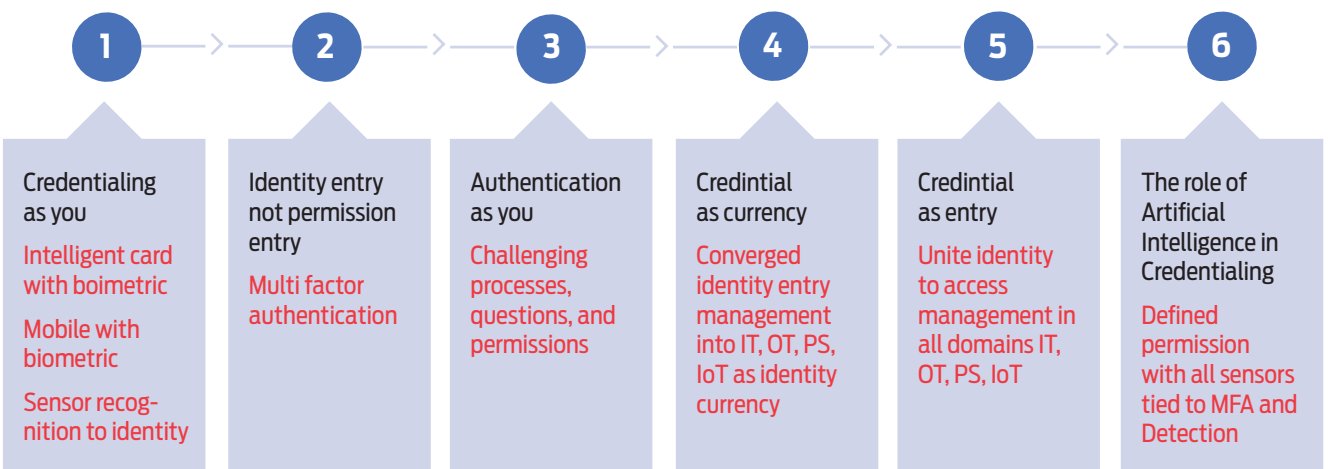 1
2
3
4
5
6
Credentialing
as you
Intelligent card
with boimetric
Mobile with
biometric
Sensor recog-
nition to identity
Identity entry
not permission
entry
Multi factor
authentication
Authentication
as you
Challenging
processes,
questions, and
permissions
Credintial
as currency
Converged
identity entry
management
into IT, OT, PS,
IoT as identity
currency
Credintial
as entry
Unite identity
to access
management in
all domains IT,
OT, PS, IoT
The role of
Artificial
Intelligence in
Credentialing
Defined
permission
with all sensors
tied to MFA and
Detection